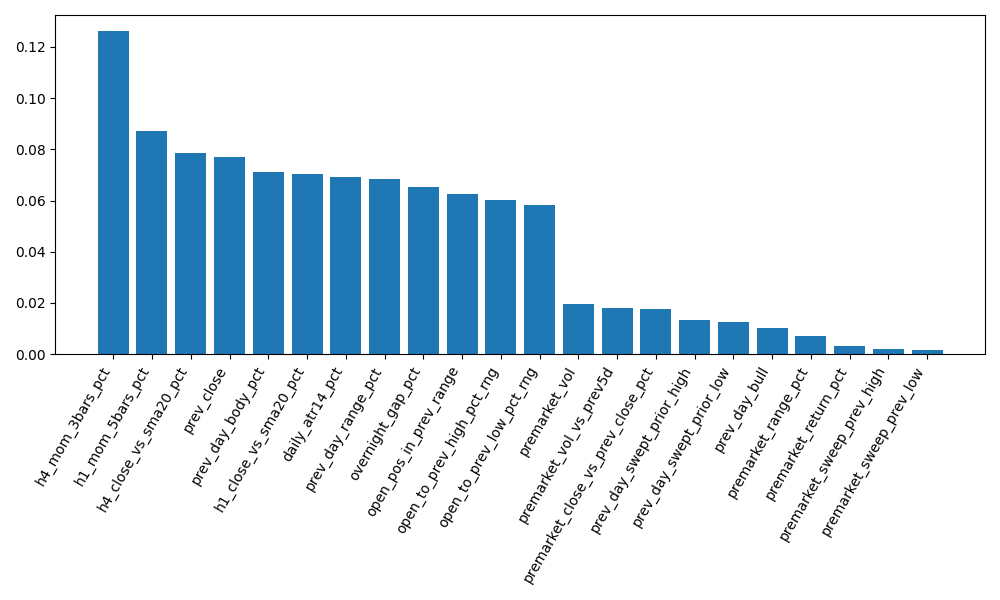 0.12
0.10
0.08
0.06
0.04
0.02
0.00
h4_mom_3bars_pct
h1_mom_5bars_pct
h4_close_vs_sma20_pct
prev_close
prev_day_body_pct
h1_close_vs_sma20_pct
daily_atr14_pct
prev_day_range_pct
overnight_gap_pct
open_pos_in_prev_range
open_to_prev_high_pct_rng
open_to_prev_low_pct_rng
premarket_vol
premarket_vol_vs_prev5d
premarket_close_vs_prev_close_pct
prev_day_swept_prior_high
prev_day_swept_prior_low
prev_day_bull
premarket_range_pct
premarket_return_pct
premarket_sweep_prev_high
premarket_sweep_prev_low